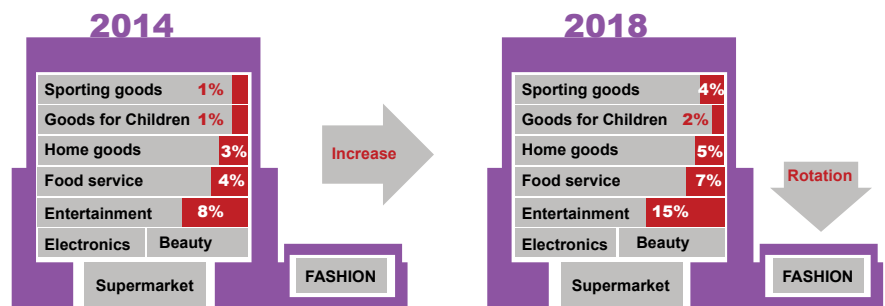 2014
Sporting goods 1%
Goods for Children 1%
Home goods 3%
Food service 4%
Entertainment 8%
Electronics Beauty
Supermarket
FASHION
Increase
2018
Sporting goods 4%
Goods for Children 2%
Home goods 5%
Food service 7%
Entertainment 15%
Electronics Beauty
Supermarket
Rotation
FASHION